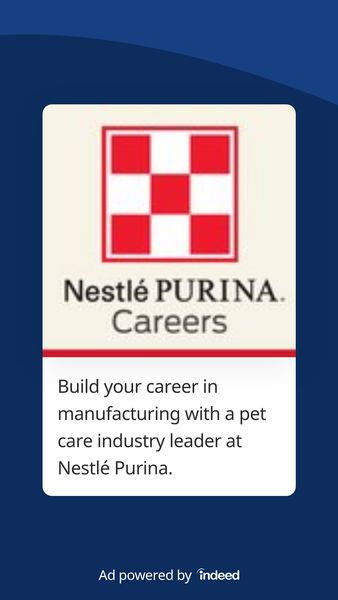 Nestlé PURINA.
Careers
Build your career in
manufacturing with a pet
care industry leader at
Nestlé Purina.
Ad powered by indeed